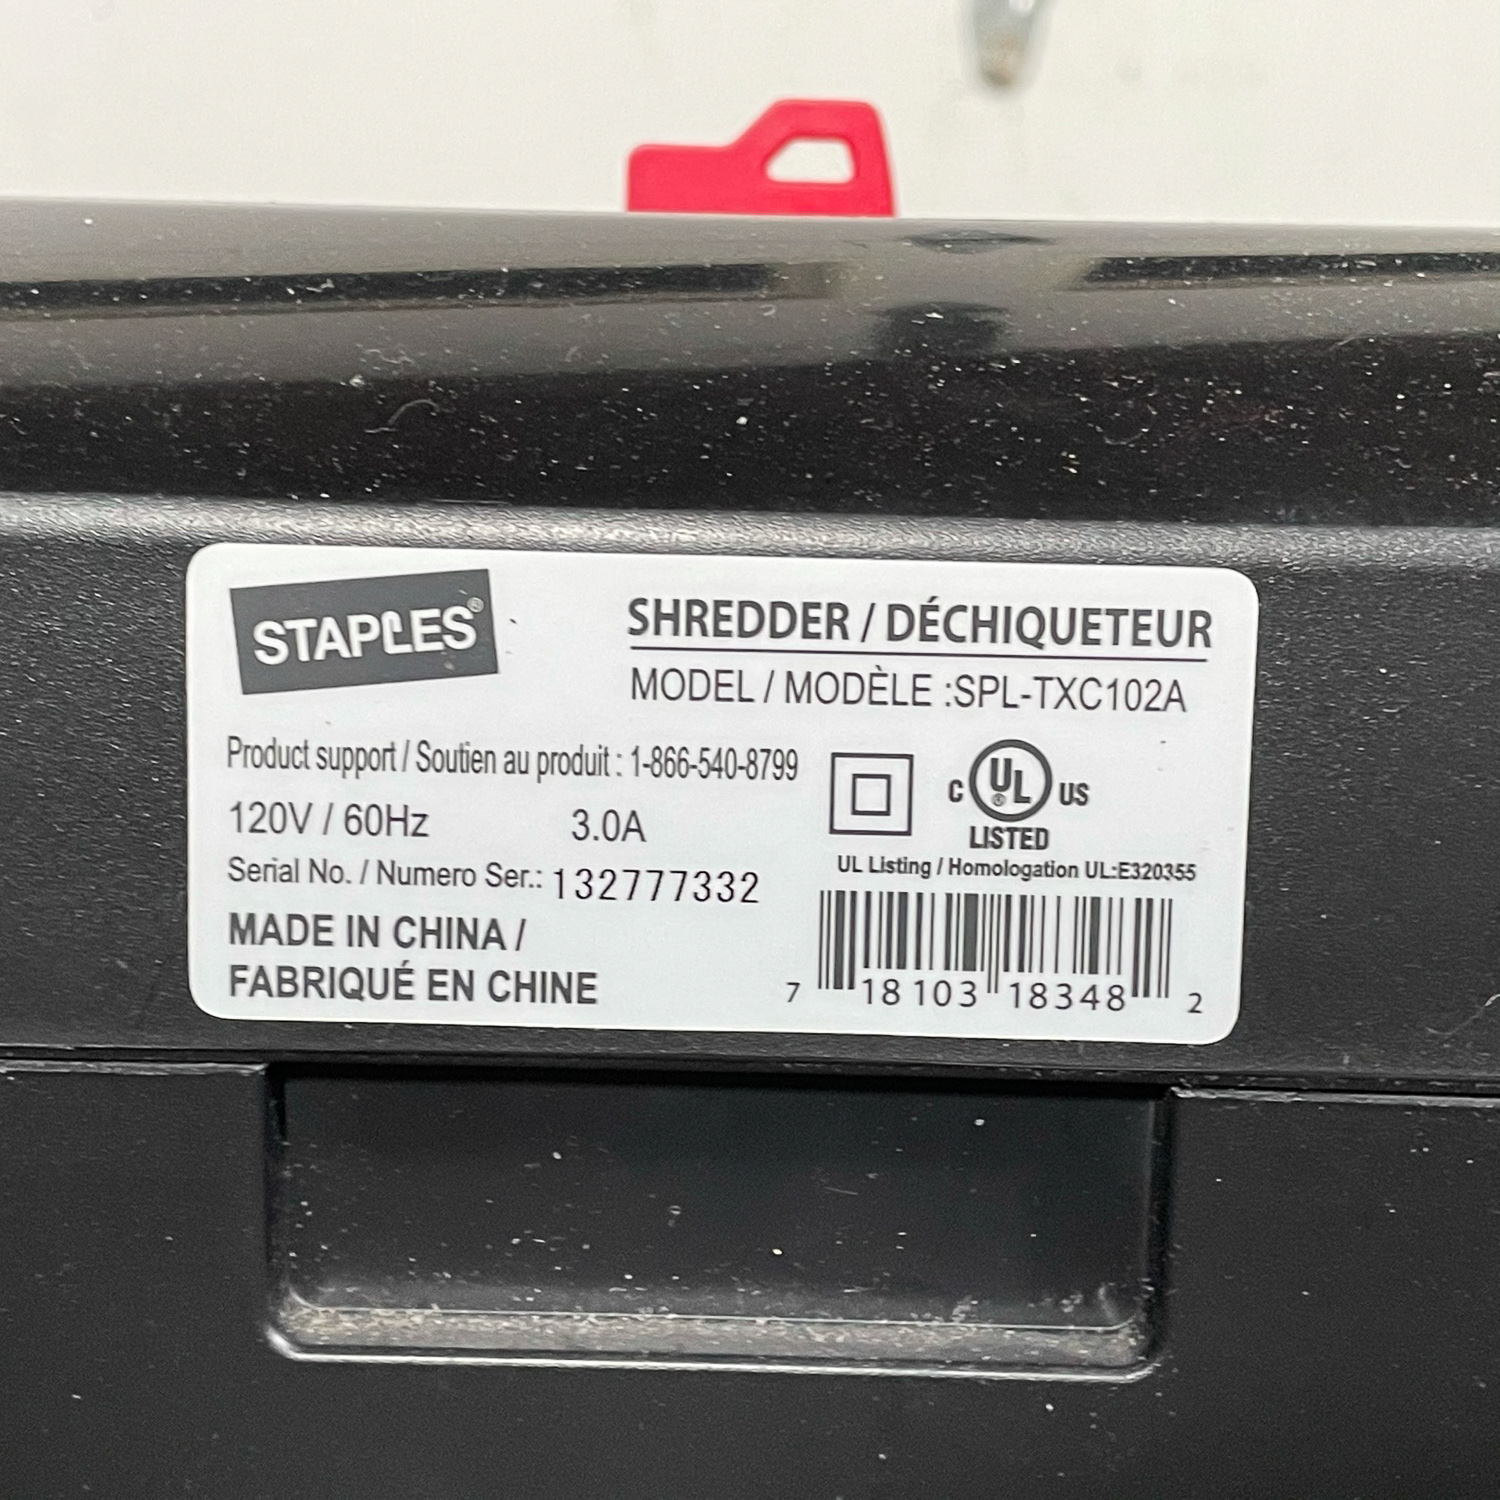 STAPLES®
SHREDDER / DÉCHIQUETEUR
MODEL / MODÈLE :SPL-TXC102A
Product support / Soutien au produit : 1-866-540-8799
120V / 60Hz 3.0A
Serial No. / Numero Ser.: 132777332
MADE IN CHINA /
FABRIQUÉ EN CHINE
C UL® US
LISTED
UL Listing / Homologation UL:E320355
7 18103 18348 2